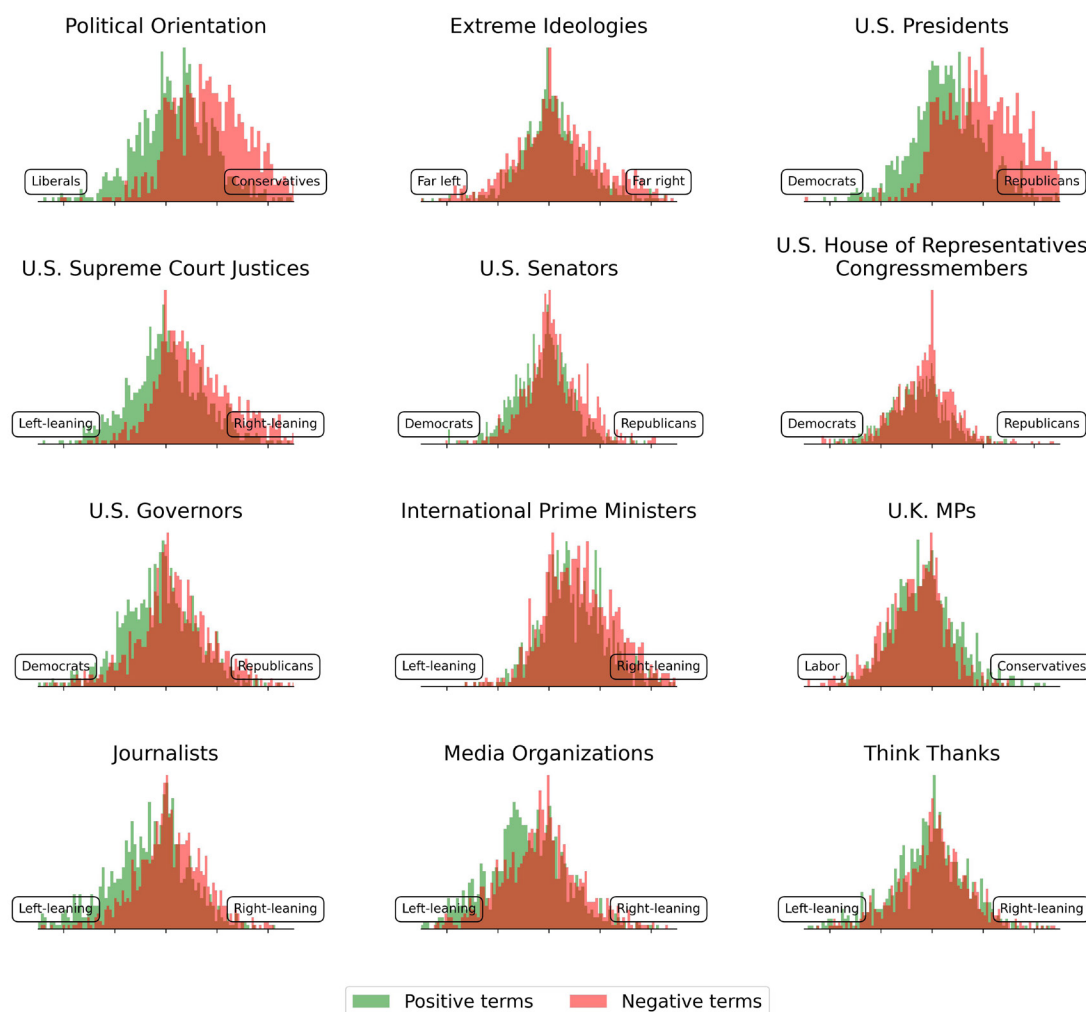 Political Orientation
Extreme Ideologies
U.S. Presidents
Liberals
Conservatives
Far left
Far right
Democrats
Republicans
U.S. Supreme Court Justices
U.S. Senators
U.S. House of Representatives
Congressmembers
Left-leaning
Right-leaning
Democrats
Republicans
Democrats
Republicans
U.S. Governors
International Prime Ministers
U.K. MPs
Democrats
Republicans
Left-leaning
Right-leaning
Labor
Conservatives
Journalists
Media Organizations
Think Thanks
Left-leaning
Right-leaning
Left-leaning
Right-leaning
Left-leaning
Right-leaning
Positive terms
Negative terms